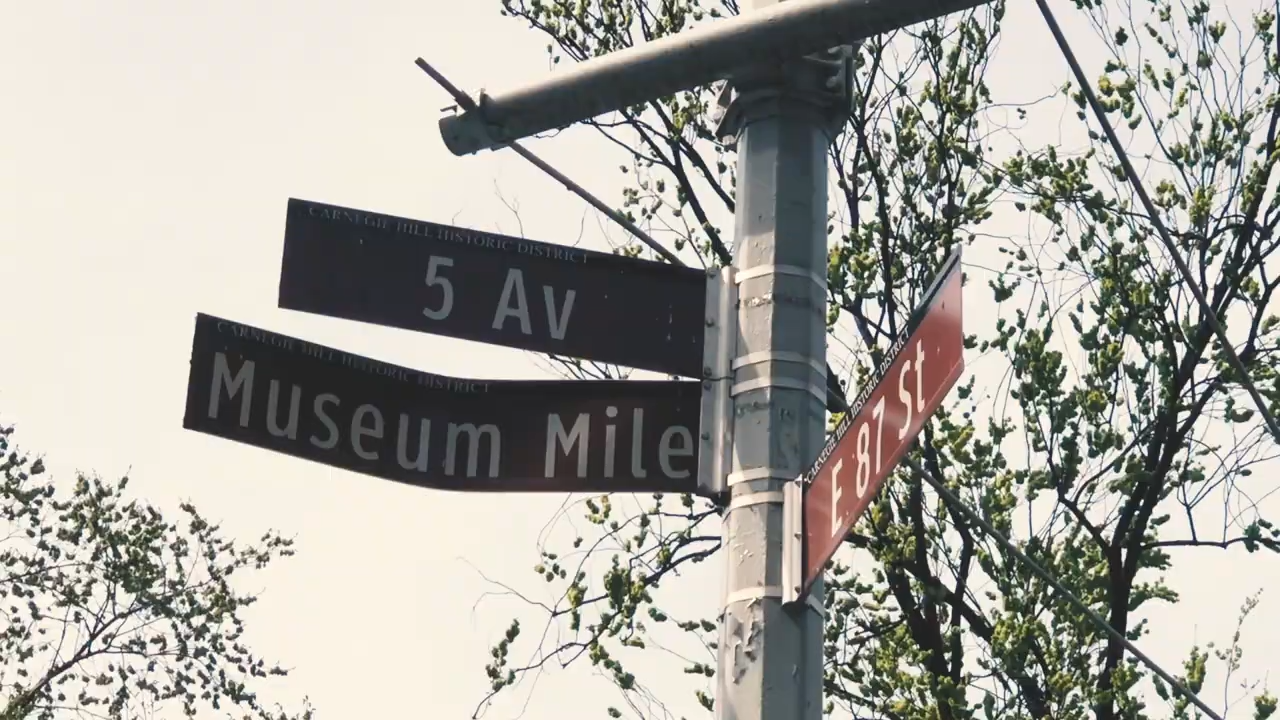 CARNEGIE HILL HISTORIC DISTRICT
5 Av
CARNEGIE HILL HISTORIC DISTRICT
Museum Mile
CARNEGIE HILL HISTORIC DISTRICT
E 87 St